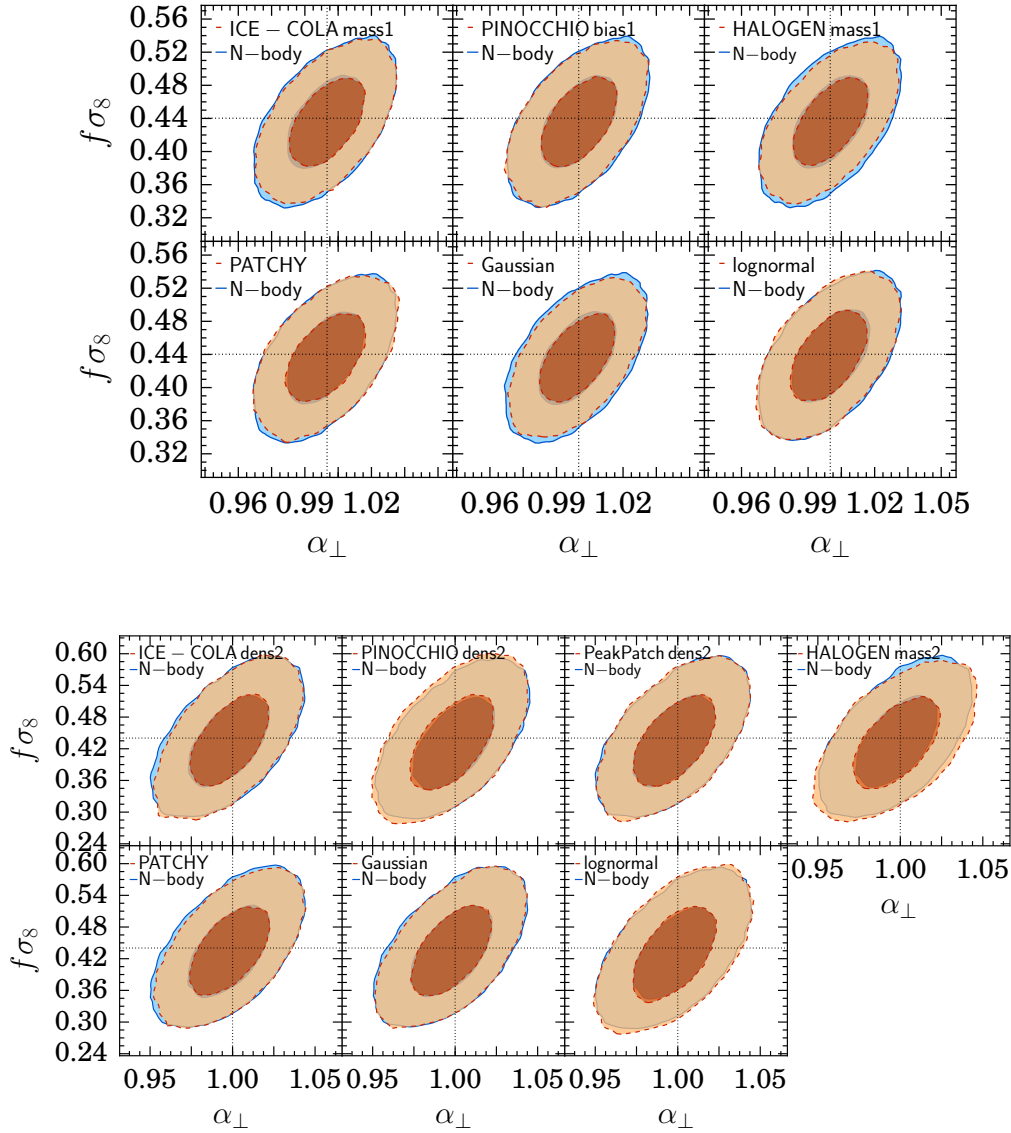 0.56
0.52
0.48
0.44
0.40
0.36
0.32
fσ₈
ICE − COLA mass1
N−body
PINOCCHIO bias1
N−body
HALOGEN mass1
N−body
0.56
0.52
0.48
0.44
0.40
0.36
0.32
fσ₈
PATCHY
N−body
Gaussian
N−body
lognormal
N−body
0.96 0.99 1.02 0.96 0.99 1.02 0.96 0.99 1.02 1.05
α⊥ α⊥ α⊥
0.60
0.54
0.48
0.42
0.36
0.30
0.24
fσ₈
ICE − COLA dens2
N−body
PINOCCHIO dens2
N−body
PeakPatch dens2
N−body
HALOGEN mass2
N−body
0.95 1.00 1.05
α⊥
0.60
0.54
0.48
0.42
0.36
0.30
0.24
fσ₈
PATCHY
N−body
Gaussian
N−body
lognormal
N−body
0.95 1.00 1.05 0.95 1.00 1.05 0.95 1.00 1.05
α⊥ α⊥ α⊥